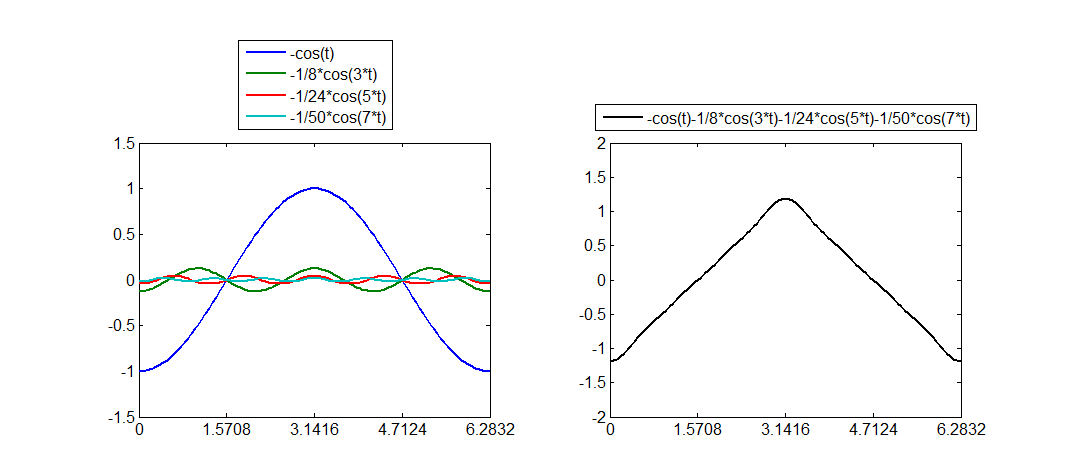 -cos(t)
-1/8*cos(3*t)
-1/24*cos(5*t)
-1/50*cos(7*t)
1.5
1
0.5
0
-0.5
-1
-1.5
0 1.5708 3.1416 4.7124 6.2832
-cos(t)-1/8*cos(3*t)-1/24*cos(5*t)-1/50*cos(7*t)
2
1.5
1
0.5
0
-0.5
-1
-1.5
-2
0 1.5708 3.1416 4.7124 6.2832